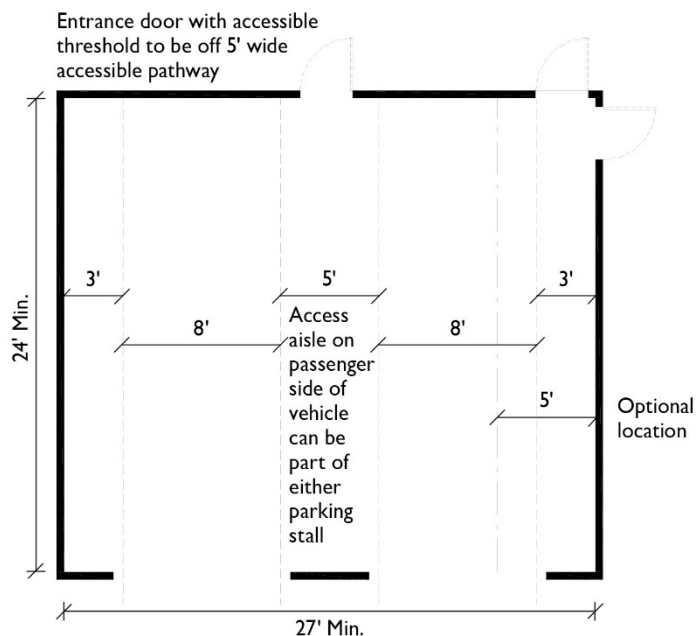 Entrance door with accessible
threshold to be off 5' wide
accessible pathway
3'
5'
3'
8'
Access
aisle on
passenger
side of
vehicle
can be
part of
either
parking
stall
8'
24' Min.
5'
Optional
location
27' Min.